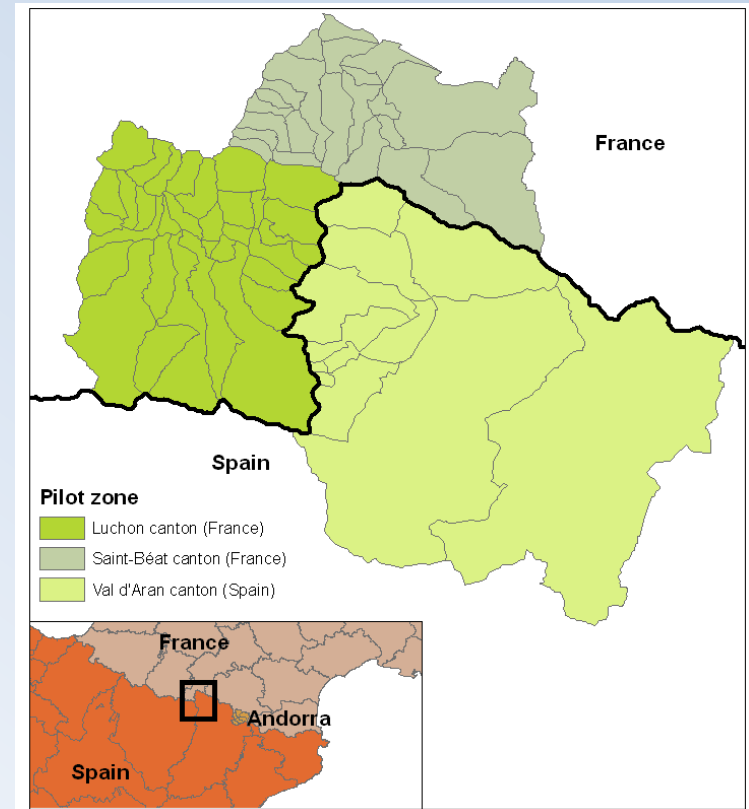 France
Spain
Pilot zone
Luchon canton (France)
Saint-Béat canton (France)
Val d'Aran canton (Spain)
France
Andorra
Spain